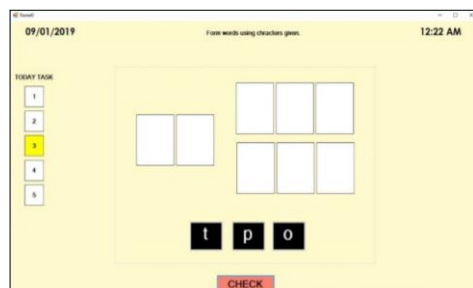 09/01/2019
Form words using chracters given.
12:22 AM
TODAY TASK
1
2
3
4
5
t p o
CHECK